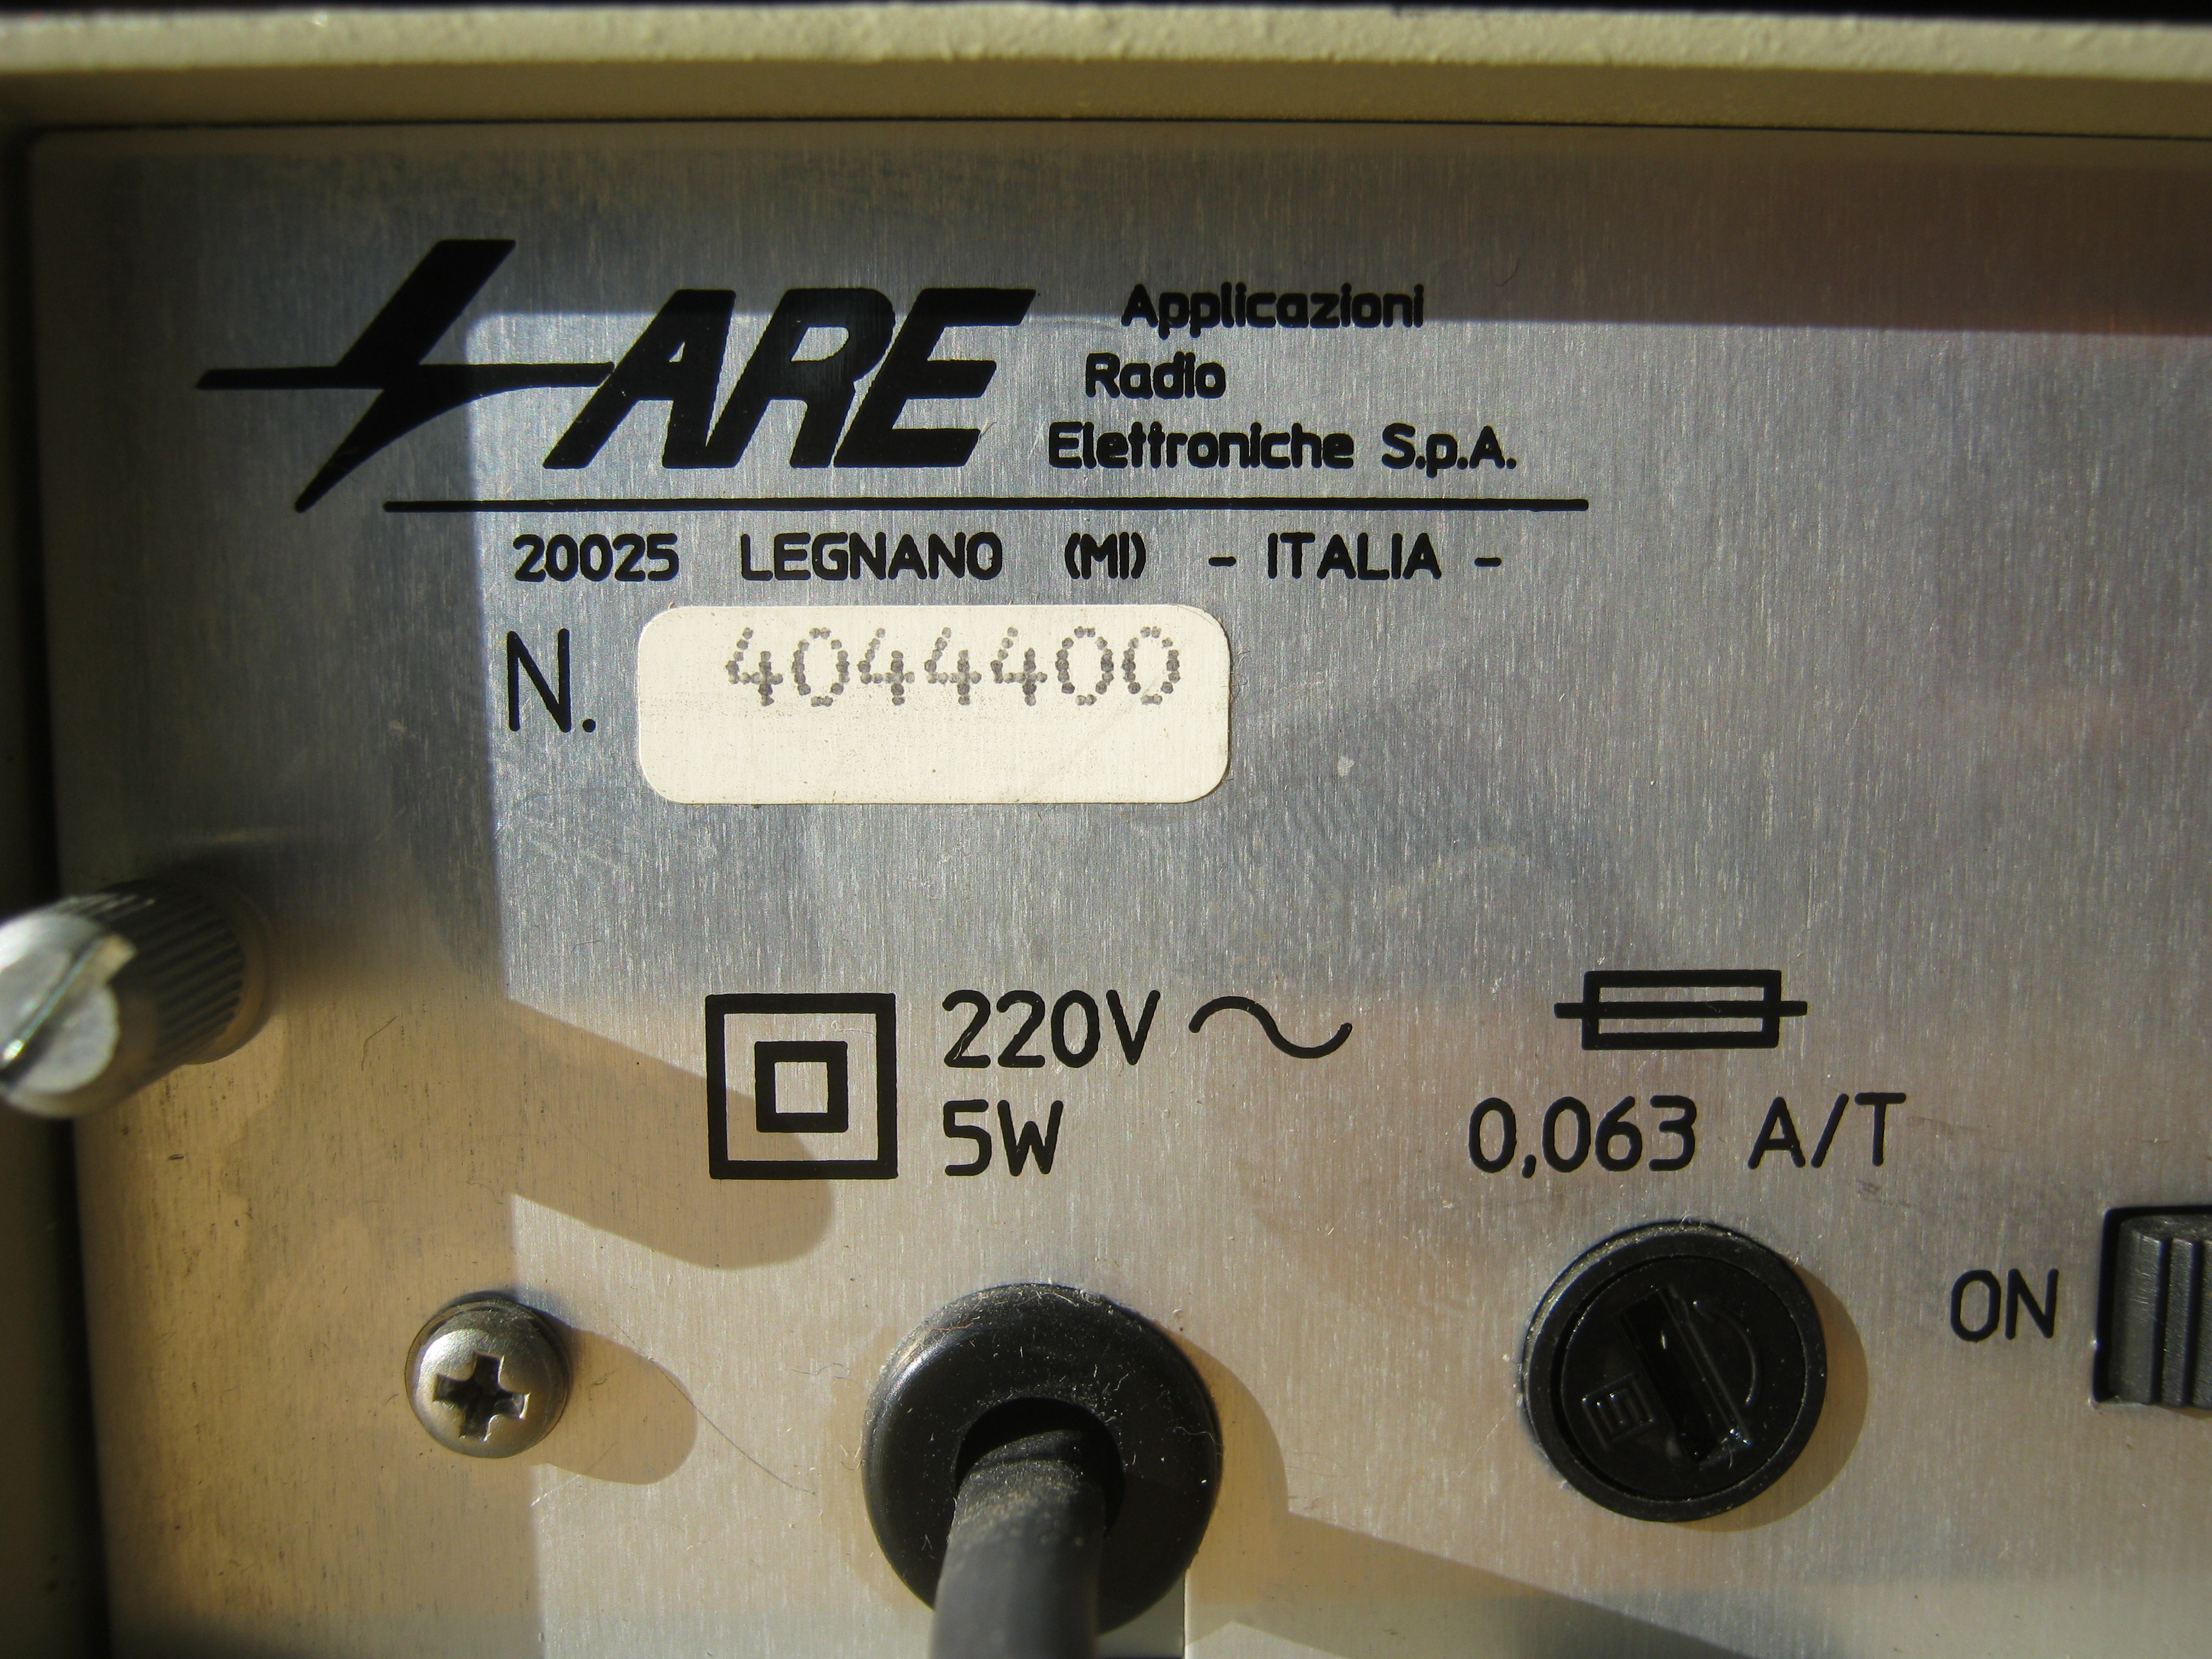 ARE
Applicazioni
Radio
Elettroniche S.p.A.
20025 LEGNANO (MI) - ITALIA -
N. 4044400
220V ~
5W
0,063 A/T
ON